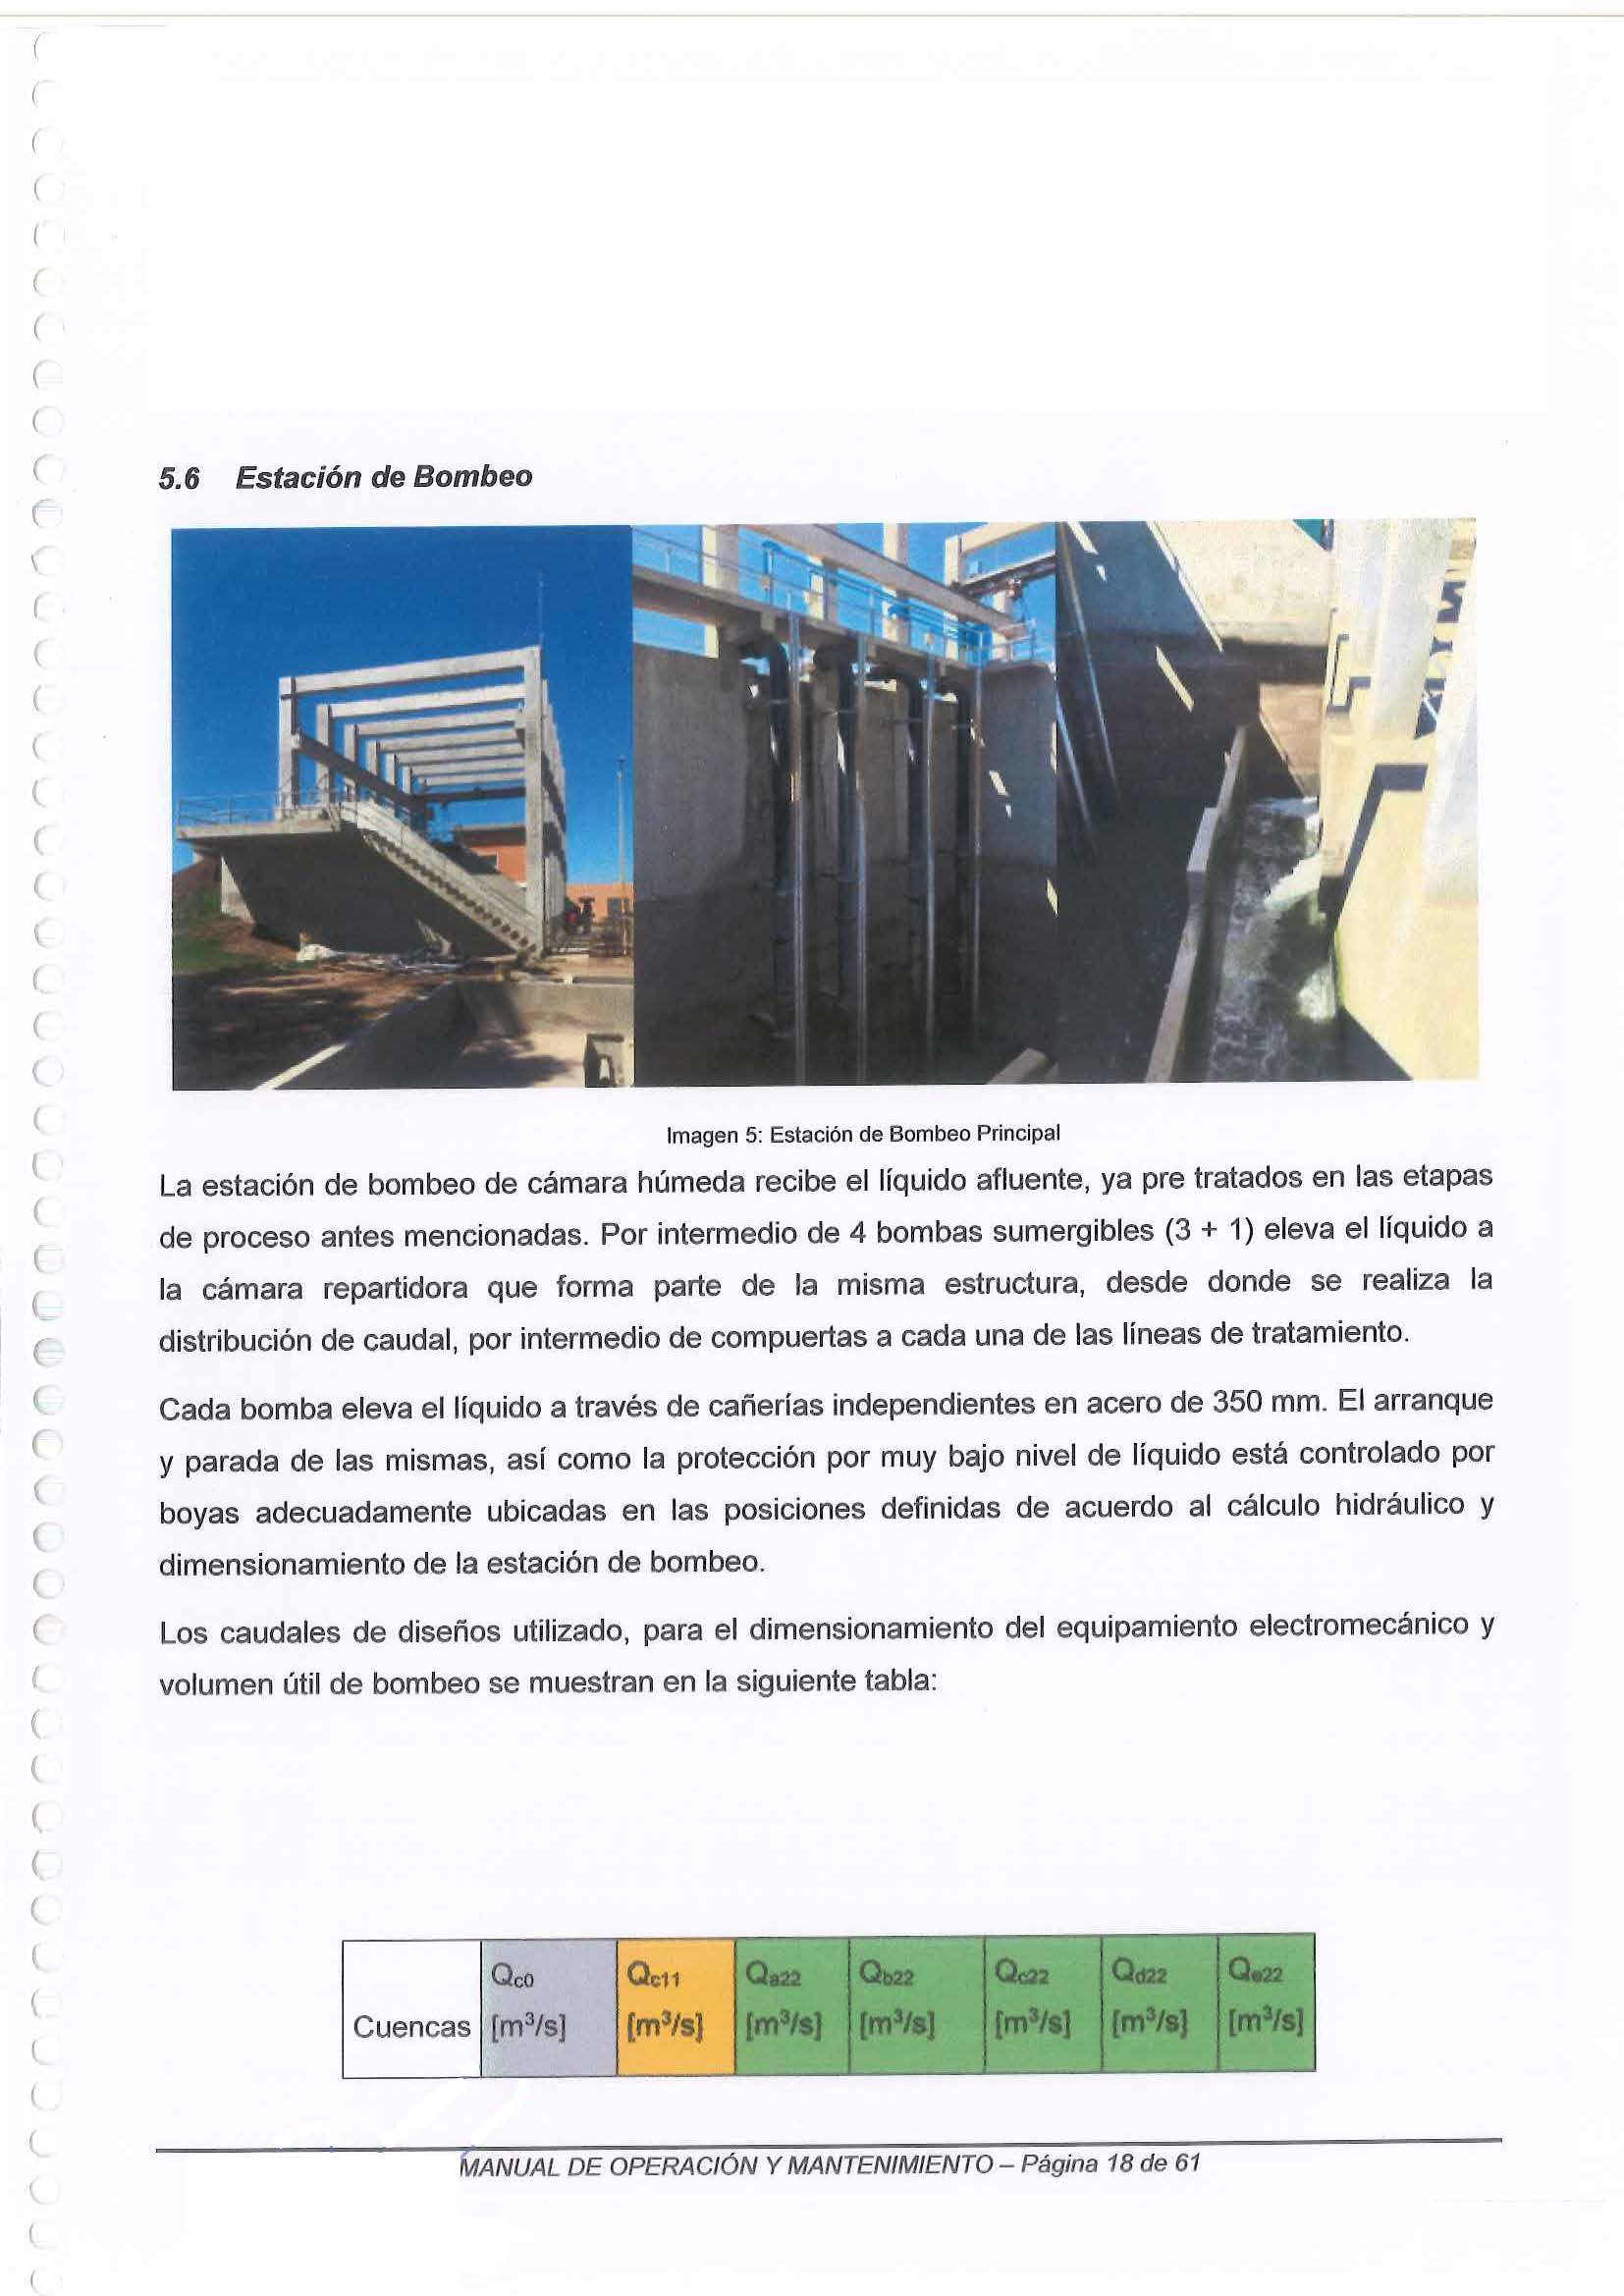 5.6 Estación de Bombeo
Imagen 5: Estación de Bombeo Principal
La estación de bombeo de cámara húmeda recibe el líquido afluente, ya pre tratados en las etapas
de proceso antes mencionadas. Por intermedio de 4 bombas sumergibles (3 + 1) eleva el líquido a
la cámara repartidora que forma parte de la misma estructura, desde donde se realiza la
distribución de caudal, por intermedio de compuertas a cada una de las líneas de tratamiento.
Cada bomba eleva el líquido a través de cañerías independientes en acero de 350 mm. El arranque
y parada de las mismas, así como la protección por muy bajo nivel de líquido está controlado por
boyas adecuadamente ubicadas en las posiciones definidas de acuerdo al cálculo hidráulico y
dimensionamiento de la estación de bombeo.
Los caudales de diseños utilizado, para el dimensionamiento del equipamiento electromecánico y
volumen útil de bombeo se muestran en la siguiente tabla:
Qc0 Qc11 Qa22 Qb22 Qc22 Qd22 Qe22
Cuencas [m³/s] [m³/s] [m³/s] [m³/s] [m³/s] [m³/s] [m³/s]
MANUAL DE OPERACIÓN Y MANTENIMIENTO – Página 18 de 61